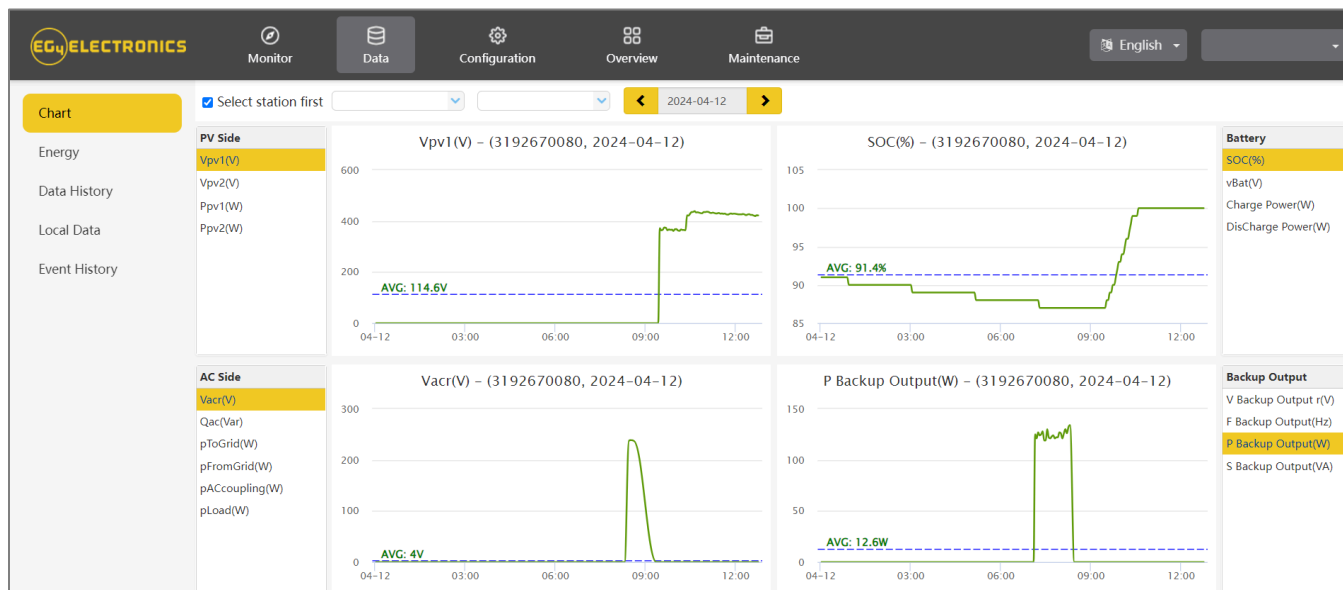 EG4 ELECTRONICS
Monitor
Data
Configuration
Overview
Maintenance
English
Chart
Energy
Data History
Local Data
Event History
Select station first
2024-04-12
PV Side
Vpv1(V)
Vpv2(V)
Ppv1(W)
Ppv2(W)
Vpv1(V) – (3192670080, 2024-04-12)
600
400
200
0
AVG: 114.6V
04-12 03:00 06:00 09:00 12:00
SOC(%) – (3192670080, 2024-04-12)
105
100
95
90
85
AVG: 91.4%
04-12 03:00 06:00 09:00 12:00
Battery
SOC(%)
vBat(V)
Charge Power(W)
DisCharge Power(W)
AC Side
Vacr(V)
Qac(Var)
pToGrid(W)
pFromGrid(W)
pACcoupling(W)
pLoad(W)
Vacr(V) – (3192670080, 2024-04-12)
300
200
100
0
AVG: 4V
04-12 03:00 06:00 09:00 12:00
P Backup Output(W) – (3192670080, 2024-04-12)
150
100
50
0
AVG: 12.6W
04-12 03:00 06:00 09:00 12:00
Backup Output
V Backup Output r(V)
F Backup Output(Hz)
P Backup Output(W)
S Backup Output(VA)